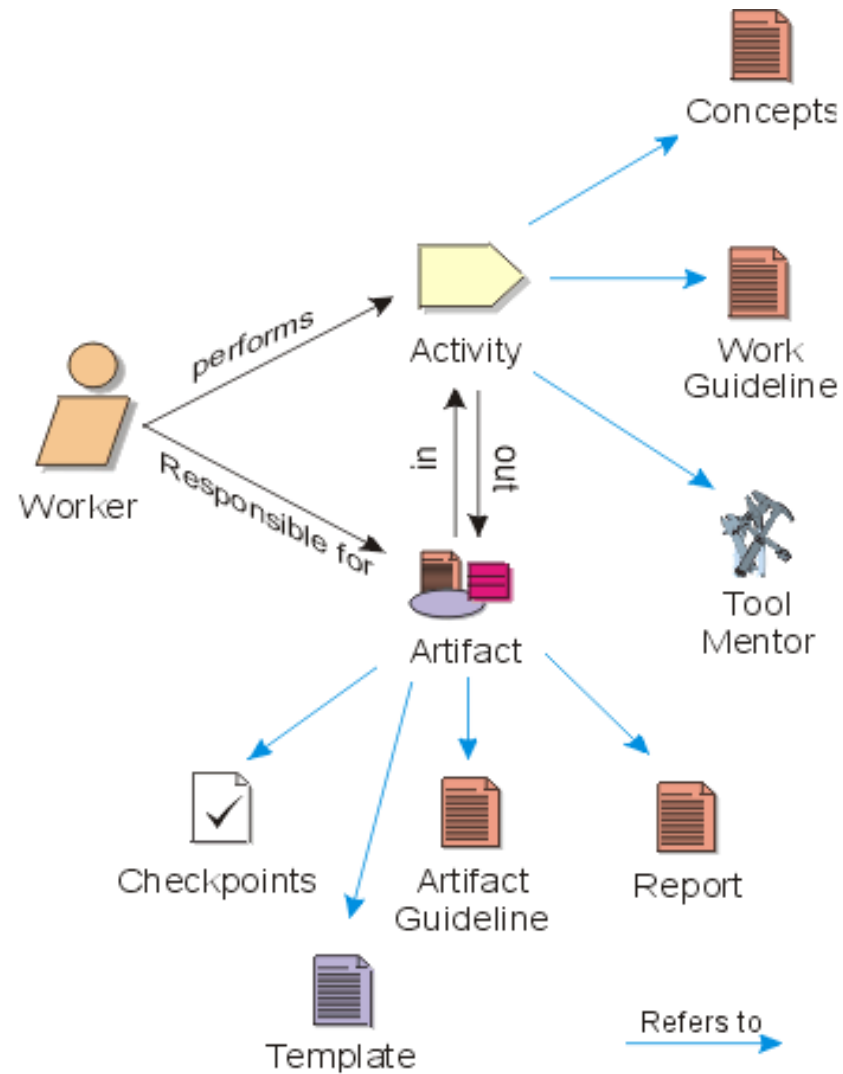 Concepts
performs
Activity
Work
Guideline
Worker
Responsible for
in
out
Tool
Mentor
Artifact
Checkpoints
Artifact
Guideline
Report
Template
Refers to